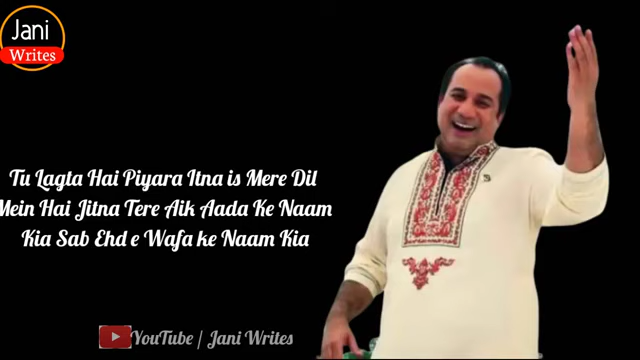 Jani
Writes
Tu Lagta Hai Piyara Itna is Mere Dil
Mein Hai Jitna Tere Aik Aada Ke Naam
Kia Sab Ehd e Wafa ke Naam Kia
YouTube / Jani Writes